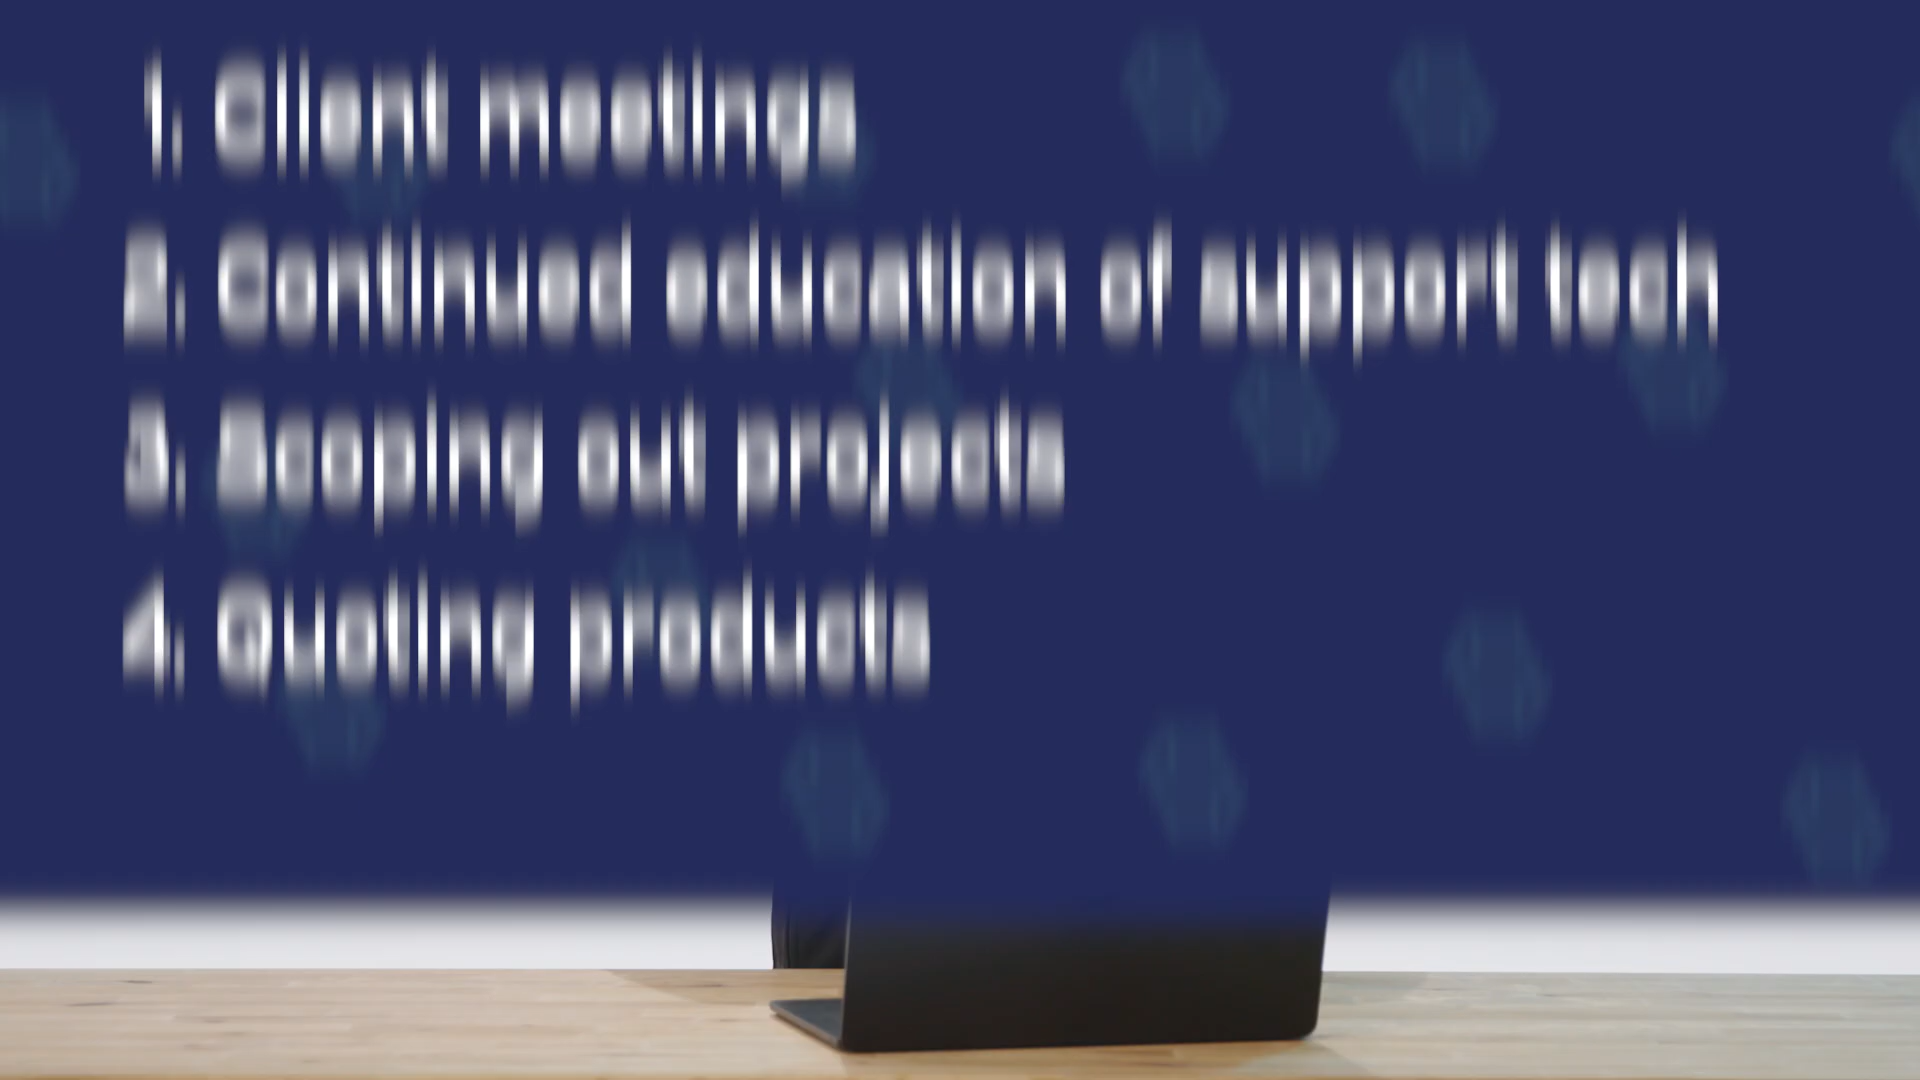 1. Client meetings
2. Continued education of support tech
3. Scoping out projects
4. Quoting products